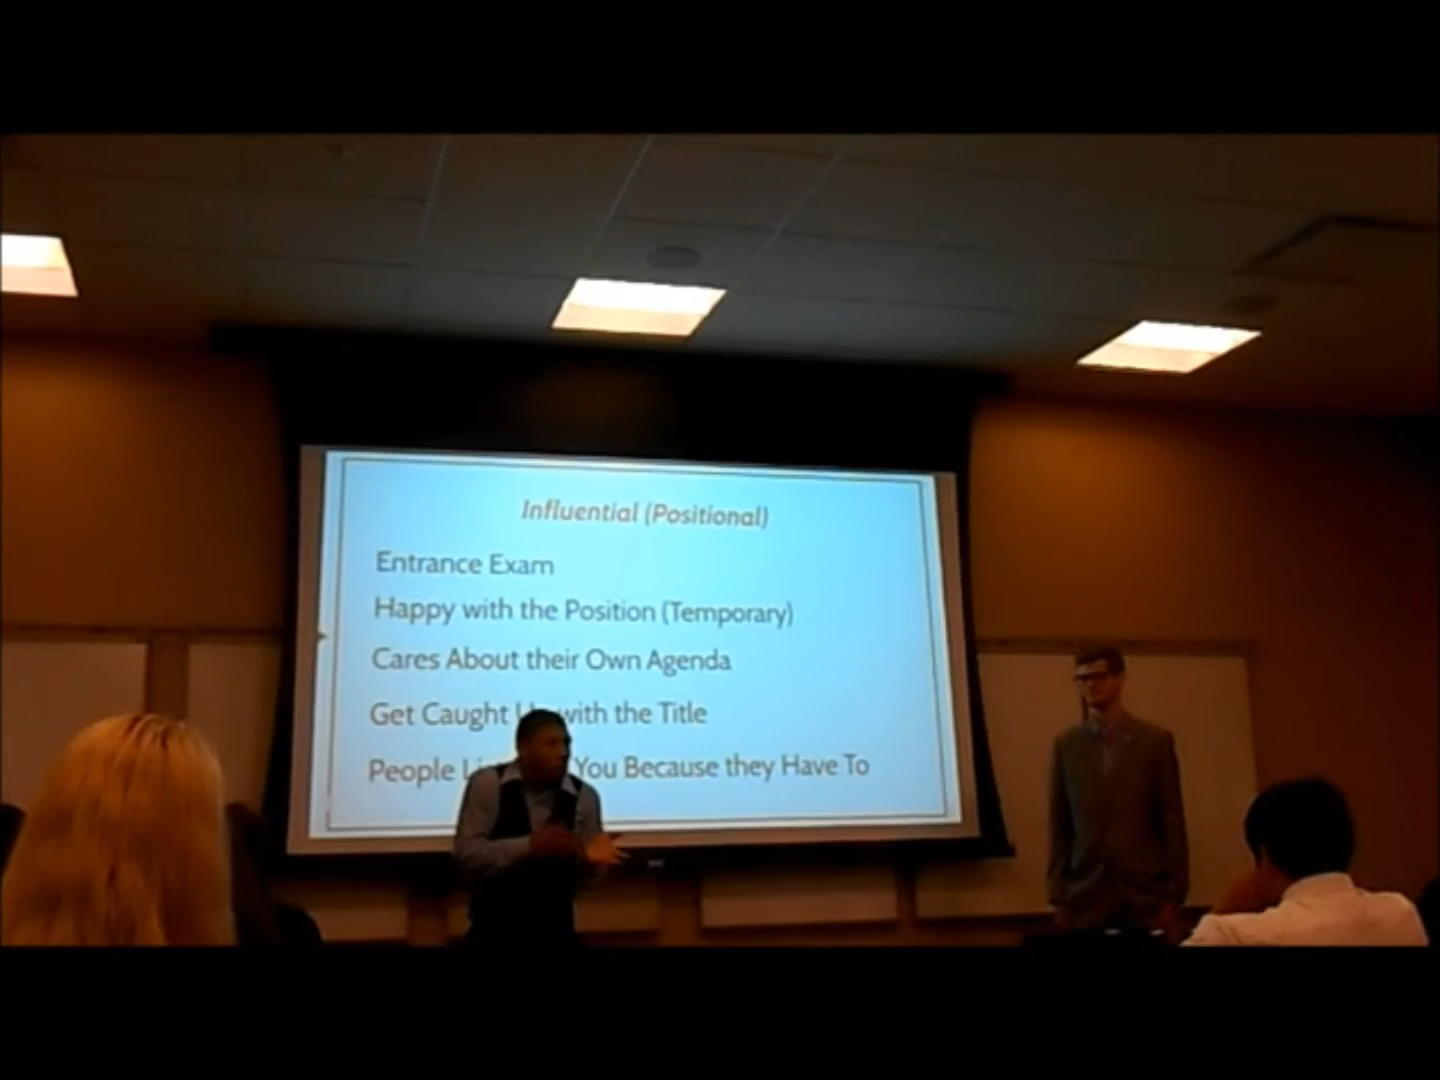 Influential (Positional)
Entrance Exam
Happy with the Position (Temporary)
Cares About their Own Agenda
Get Caught with the Title
People You Because they Have To